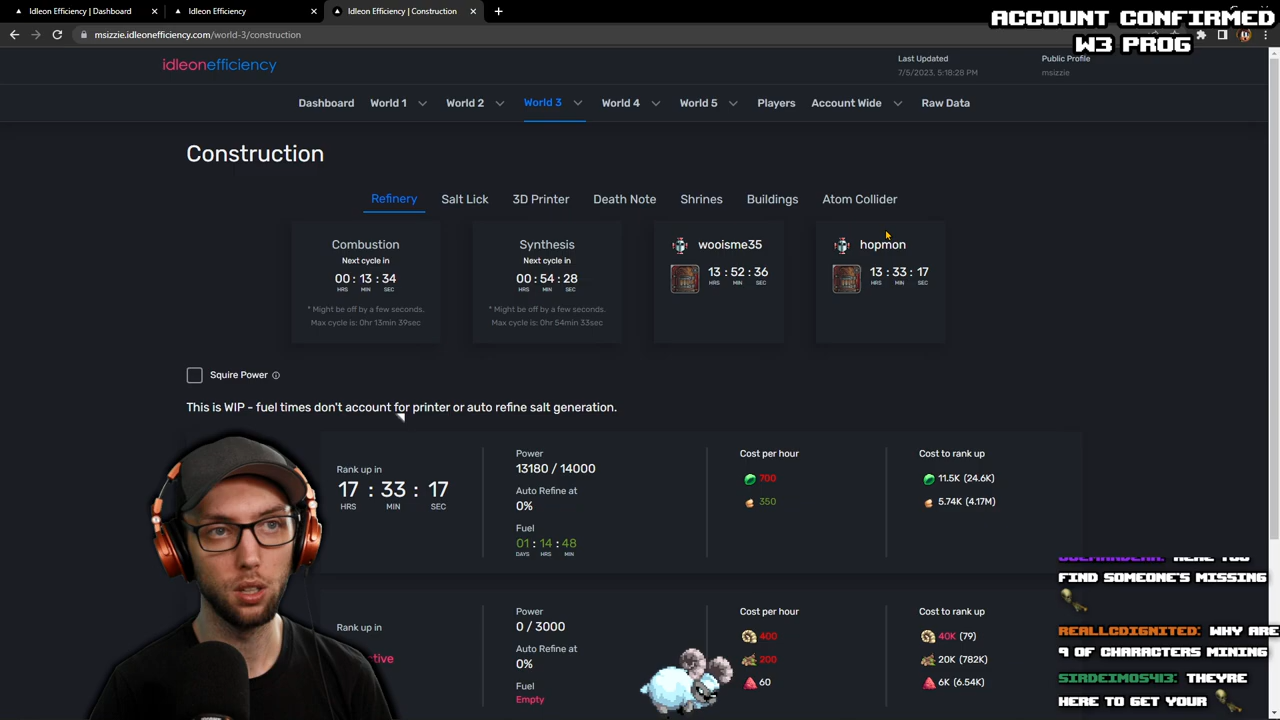 Idleon Efficiency | Dashboard
Idleon Efficiency
Idleon Efficiency | Construction
ACCOUNT CONFIRMED
W3 PROG
msizzie.idleonefficiency.com/world-3/construction
idleonefficiency
Last Updated
7/5/2023, 5:18:28 PM
Public Profile
msizzie
Dashboard World 1 World 2 World 3 World 4 World 5 Players Account Wide Raw Data
Construction
Refinery Salt Lick 3D Printer Death Note Shrines Buildings Atom Collider
Combustion
Next cycle in
00 : 13 : 34
HRS MIN SEC
* Might be off by a few seconds.
Max cycle is: 0hr 13min 39sec
Synthesis
Next cycle in
00 : 54 : 28
HRS MIN SEC
* Might be off by a few seconds.
Max cycle is: 0hr 54min 33sec
wooisme35
13 : 52 : 36
HRS MIN SEC
hopmon
13 : 33 : 17
HRS MIN SEC
Squire Power
This is WIP - fuel times don't account for printer or auto refine salt generation.
Rank up in
17 : 33 : 17
HRS MIN SEC
Power
13180 / 14000
Auto Refine at
0%
Fuel
01 : 14 : 48
DAYS HRS MIN
Cost per hour
700
350
Cost to rank up
11.5K (24.6K)
5.74K (4.17M)
Rank up in
Power
0 / 3000
Auto Refine at
0%
Fuel
Empty
Cost per hour
400
200
60
Cost to rank up
40K (79)
20K (782K)
6K (6.54K)
FIND SOMEONE'S MISSING
REALLCDIGNITED: WHY ARE
9 OF CHARACTERS MINING
SIRDEIMOS413: THEYRE
HERE TO GET YOUR